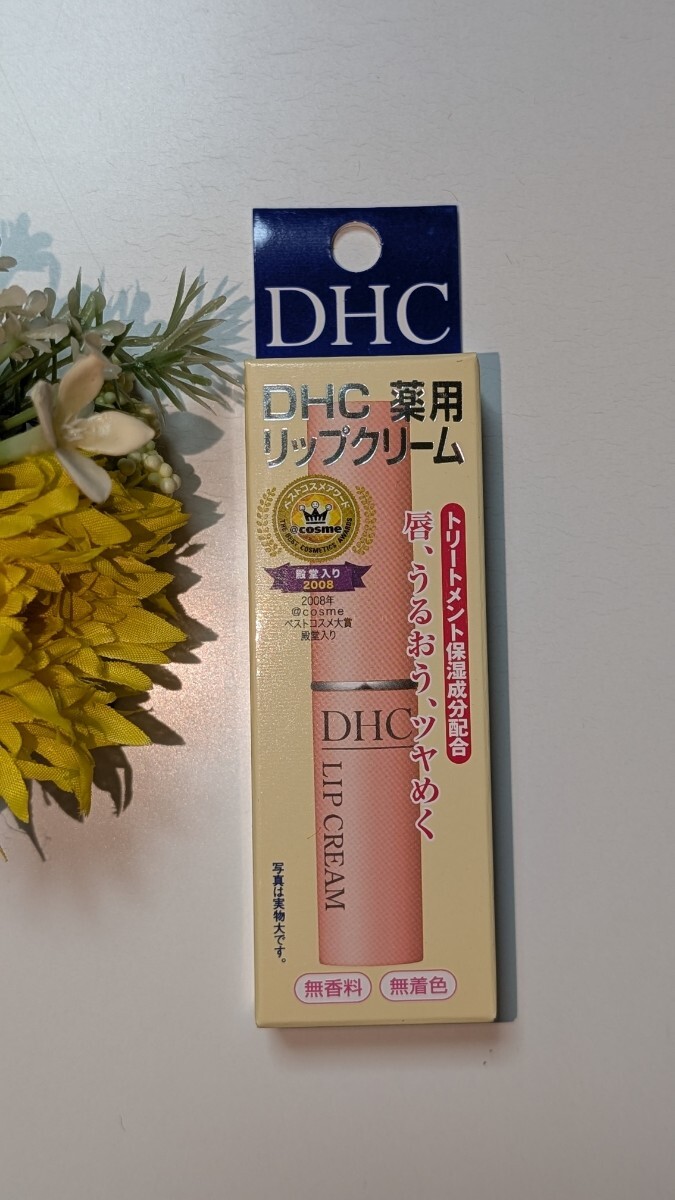 DHC
DHC 薬用
リップクリーム
ベストコスメアワード
@cosme
THE BEST COSMETICS AWARDS
殿堂入り
2008
2008年
@cosme
ベストコスメ大賞
殿堂入り
トリートメント保湿成分配合
唇、うるおう、ツヤめく
DHC
LIP CREAM
写真は実物大です。
無香料
無着色